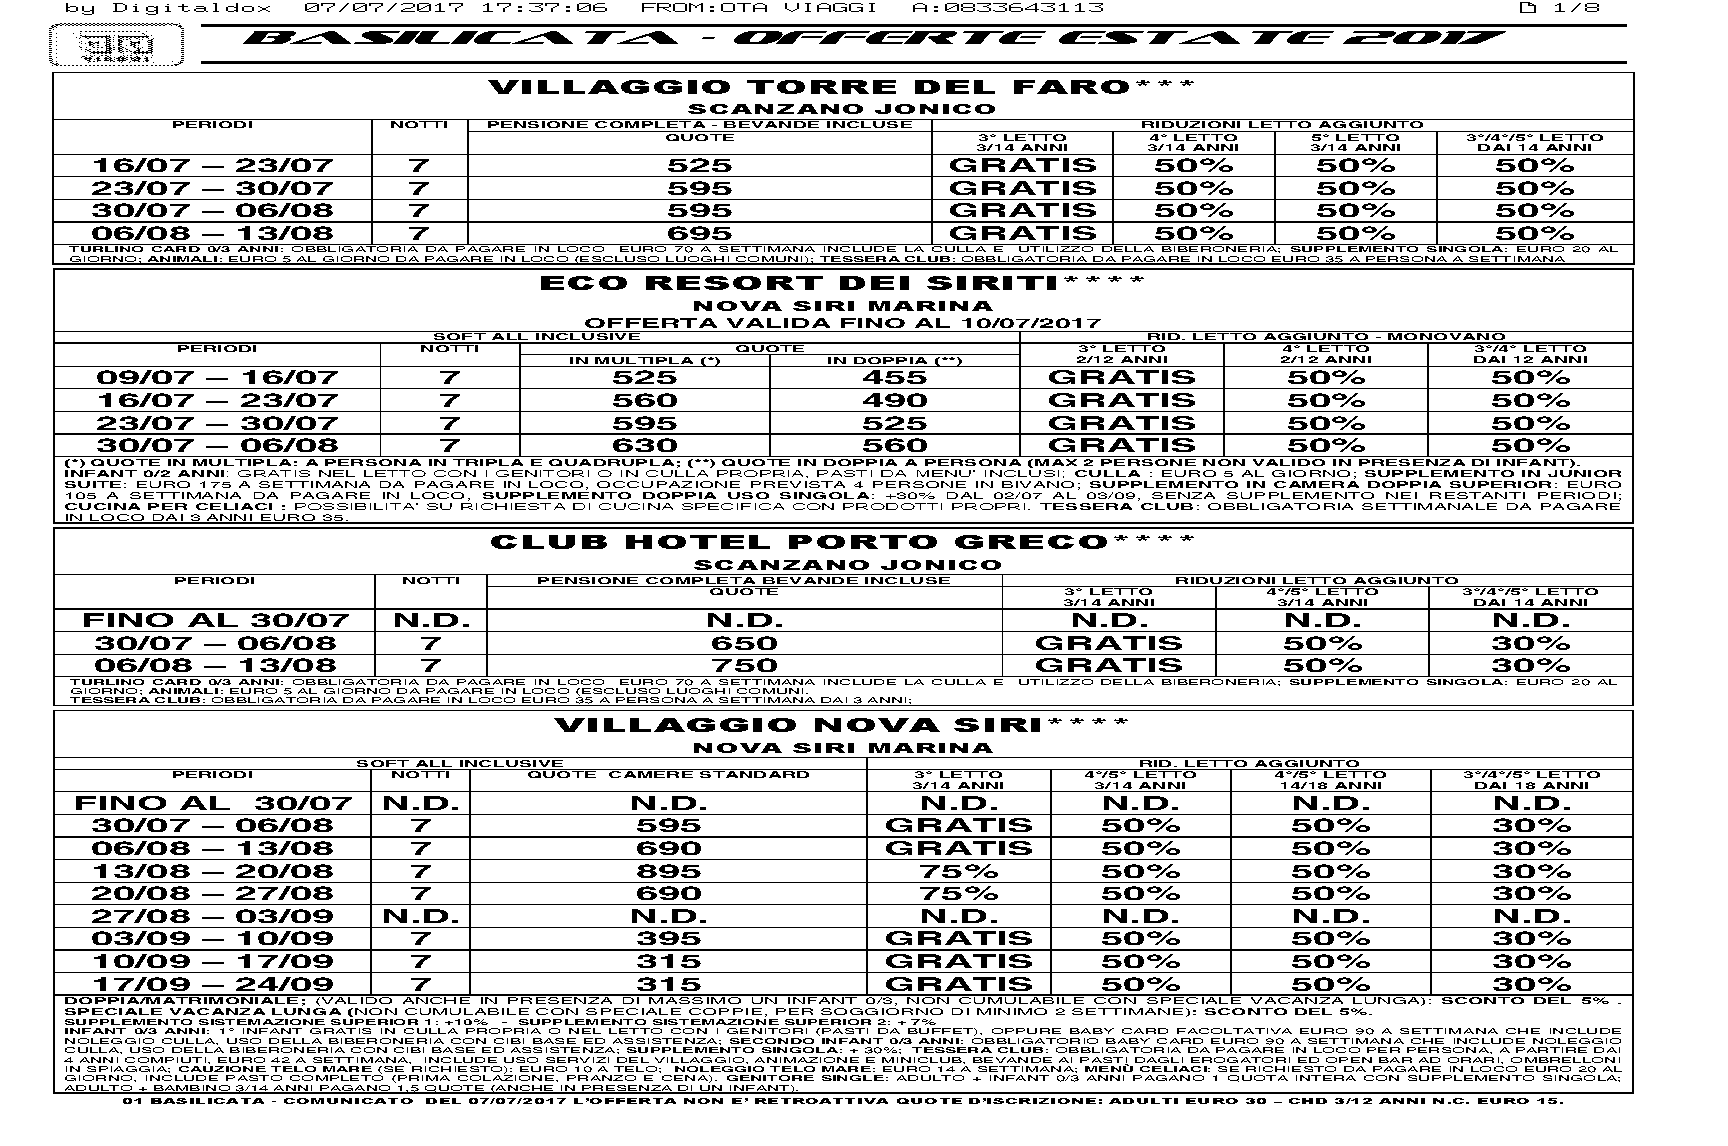 by Digitaldox 07/07/2017 17:37:06 FROM:OTA VIAGGI A:0833643113 1/8
BASILICATA - OFFERTE ESTATE 2017
VILLAGGIO TORRE DEL FARO***
SCANZANO JONICO
PERIODI NOTTI PENSIONE COMPLETA - BEVANDE INCLUSE RIDUZIONI LETTO AGGIUNTO
QUOTE 3° LETTO 4° LETTO 5° LETTO 3°/4°/5° LETTO
3/14 ANNI 3/14 ANNI 3/14 ANNI DAI 14 ANNI
16/07 – 23/07 7 525 GRATIS 50% 50% 50%
23/07 – 30/07 7 595 GRATIS 50% 50% 50%
30/07 – 06/08 7 595 GRATIS 50% 50% 50%
06/08 – 13/08 7 695 GRATIS 50% 50% 50%
TURLINO CARD 0/3 ANNI: OBBLIGATORIA DA PAGARE IN LOCO EURO 70 A SETTIMANA INCLUDE LA CULLA E UTILIZZO DELLA BIBERONERIA; SUPPLEMENTO SINGOLA: EURO 20 AL
GIORNO; ANIMALI: EURO 5 AL GIORNO DA PAGARE IN LOCO (ESCLUSO LUOGHI COMUNI); TESSERA CLUB: OBBLIGATORIA DA PAGARE IN LOCO EURO 35 A PERSONA A SETTIMANA
ECO RESORT DEI SIRITI****
NOVA SIRI MARINA
OFFERTA VALIDA FINO AL 10/07/2017
SOFT ALL INCLUSIVE RID. LETTO AGGIUNTO - MONOVANO
PERIODI NOTTI QUOTE 3° LETTO 4° LETTO 3°/4° LETTO
IN MULTIPLA (*) IN DOPPIA (**) 2/12 ANNI 2/12 ANNI DAI 12 ANNI
09/07 – 16/07 7 525 455 GRATIS 50% 50%
16/07 – 23/07 7 560 490 GRATIS 50% 50%
23/07 – 30/07 7 595 525 GRATIS 50% 50%
30/07 – 06/08 7 630 560 GRATIS 50% 50%
(*) QUOTE IN MULTIPLA: A PERSONA IN TRIPLA E QUADRUPLA; (**) QUOTE IN DOPPIA A PERSONA (MAX 2 PERSONE NON VALIDO IN PRESENZA DI INFANT).
INFANT 0/2 ANNI: GRATIS NEL LETTO CON I GENITORI O IN CULLA PROPRIA, PASTI DA MENU' INCLUSI; CULLA : EURO 5 AL GIORNO; SUPPLEMENTO IN JUNIOR
SUITE: EURO 175 A SETTIMANA DA PAGARE IN LOCO, OCCUPAZIONE PREVISTA 4 PERSONE IN BIVANO; SUPPLEMENTO IN CAMERA DOPPIA SUPERIOR: EURO
105 A SETTIMANA DA PAGARE IN LOCO, SUPPLEMENTO DOPPIA USO SINGOLA: +30% DAL 02/07 AL 03/09, SENZA SUPPLEMENTO NEI RESTANTI PERIODI;
CUCINA PER CELIACI : POSSIBILITA' SU RICHIESTA DI CUCINA SPECIFICA CON PRODOTTI PROPRI. TESSERA CLUB: OBBLIGATORIA SETTIMANALE DA PAGARE
IN LOCO DAI 3 ANNI EURO 35.
CLUB HOTEL PORTO GRECO****
SCANZANO JONICO
PERIODI NOTTI PENSIONE COMPLETA BEVANDE INCLUSE RIDUZIONI LETTO AGGIUNTO
QUOTE 3° LETTO 4°/5° LETTO 3°/4°/5° LETTO
3/14 ANNI 3/14 ANNI DAI 14 ANNI
FINO AL 30/07 N.D. N.D. N.D. N.D. N.D.
30/07 – 06/08 7 650 GRATIS 50% 30%
06/08 – 13/08 7 750 GRATIS 50% 30%
TURLINO CARD 0/3 ANNI: OBBLIGATORIA DA PAGARE IN LOCO EURO 70 A SETTIMANA INCLUDE LA CULLA E UTILIZZO DELLA BIBERONERIA; SUPPLEMENTO SINGOLA: EURO 20 AL
GIORNO; ANIMALI: EURO 5 AL GIORNO DA PAGARE IN LOCO (ESCLUSO LUOGHI COMUNI.
TESSERA CLUB: OBBLIGATORIA DA PAGARE IN LOCO EURO 35 A PERSONA A SETTIMANA DAI 3 ANNI;
VILLAGGIO NOVA SIRI****
NOVA SIRI MARINA
SOFT ALL INCLUSIVE RID. LETTO AGGIUNTO
PERIODI NOTTI QUOTE CAMERE STANDARD 3° LETTO 4°/5° LETTO 4°/5° LETTO 3°/4°/5° LETTO
3/14 ANNI 3/14 ANNI 14/18 ANNI DAI 18 ANNI
FINO AL 30/07 N.D. N.D. N.D. N.D. N.D. N.D.
30/07 – 06/08 7 595 GRATIS 50% 50% 30%
06/08 – 13/08 7 690 GRATIS 50% 50% 30%
13/08 – 20/08 7 895 75% 50% 50% 30%
20/08 – 27/08 7 690 75% 50% 50% 30%
27/08 – 03/09 N.D. N.D. N.D. N.D. N.D. N.D.
03/09 – 10/09 7 395 GRATIS 50% 50% 30%
10/09 – 17/09 7 315 GRATIS 50% 50% 30%
17/09 – 24/09 7 315 GRATIS 50% 50% 30%
DOPPIA/MATRIMONIALE; (VALIDO ANCHE IN PRESENZA DI MASSIMO UN INFANT 0/3, NON CUMULABILE CON SPECIALE VACANZA LUNGA): SCONTO DEL 5% .
SPECIALE VACANZA LUNGA (NON CUMULABILE CON SPECIALE COPPIE, PER SOGGIORNO DI MINIMO 2 SETTIMANE): SCONTO DEL 5%.
SUPPLEMENTO SISTEMAZIONE SUPERIOR 1: +10% - SUPPLEMENTO SISTEMAZIONE SUPERIOR 2: +7%
INFANT 0/3 ANNI: 1° INFANT GRATIS IN CULLA PROPRIA O NEL LETTO CON I GENITORI (PASTI DA BUFFET), OPPURE BABY CARD FACOLTATIVA EURO 90 A SETTIMANA CHE INCLUDE
NOLEGGIO CULLA, USO DELLA BIBERONERIA CON CIBI BASE ED ASSISTENZA; SECONDO INFANT 0/3 ANNI: OBBLIGATORIO BABY CARD EURO 90 A SETTIMANA CHE INCLUDE NOLEGGIO
CULLA, USO DELLA BIBERONERIA CON CIBI BASE ED ASSISTENZA; SUPPLEMENTO SINGOLA: + 30%; TESSERA CLUB: OBBLIGATORIA DA PAGARE IN LOCO PER PERSONA, A PARTIRE DAI
4 ANNI COMPIUTI, EURO 42 A SETTIMANA, INCLUDE USO SERVIZI DEL VILLAGGIO, ANIMAZIONE E MINICLUB, BEVANDE AI PASTI DAGLI EROGATORI ED OPEN BAR AD ORARI, OMBRELLONI
IN SPIAGGIA; CAUZIONE TELO MARE (SE RICHIESTO): EURO 10 A TELO; NOLEGGIO TELO MARE: EURO 14 A SETTIMANA; MENÙ CELIACI: SE RICHIESTO DA PAGARE IN LOCO EURO 20 AL
GIORNO, INCLUDE PASTO COMPLETO (PRIMA COLAZIONE, PRANZO E CENA). GENITORE SINGLE: ADULTO + INFANT 0/3 ANNI PAGANO 1 QUOTA INTERA CON SUPPLEMENTO SINGOLA;
ADULTO + BAMBINO 3/14 ANNI PAGANO 1,5 QUOTE (ANCHE IN PRESENZA DI UN INFANT).
01 BASILICATA - COMUNICATO DEL 07/07/2017 L'OFFERTA NON E' RETROATTIVA QUOTE D'ISCRIZIONE: ADULTI EURO 30 – CHD 3/12 ANNI N.C. EURO 15.